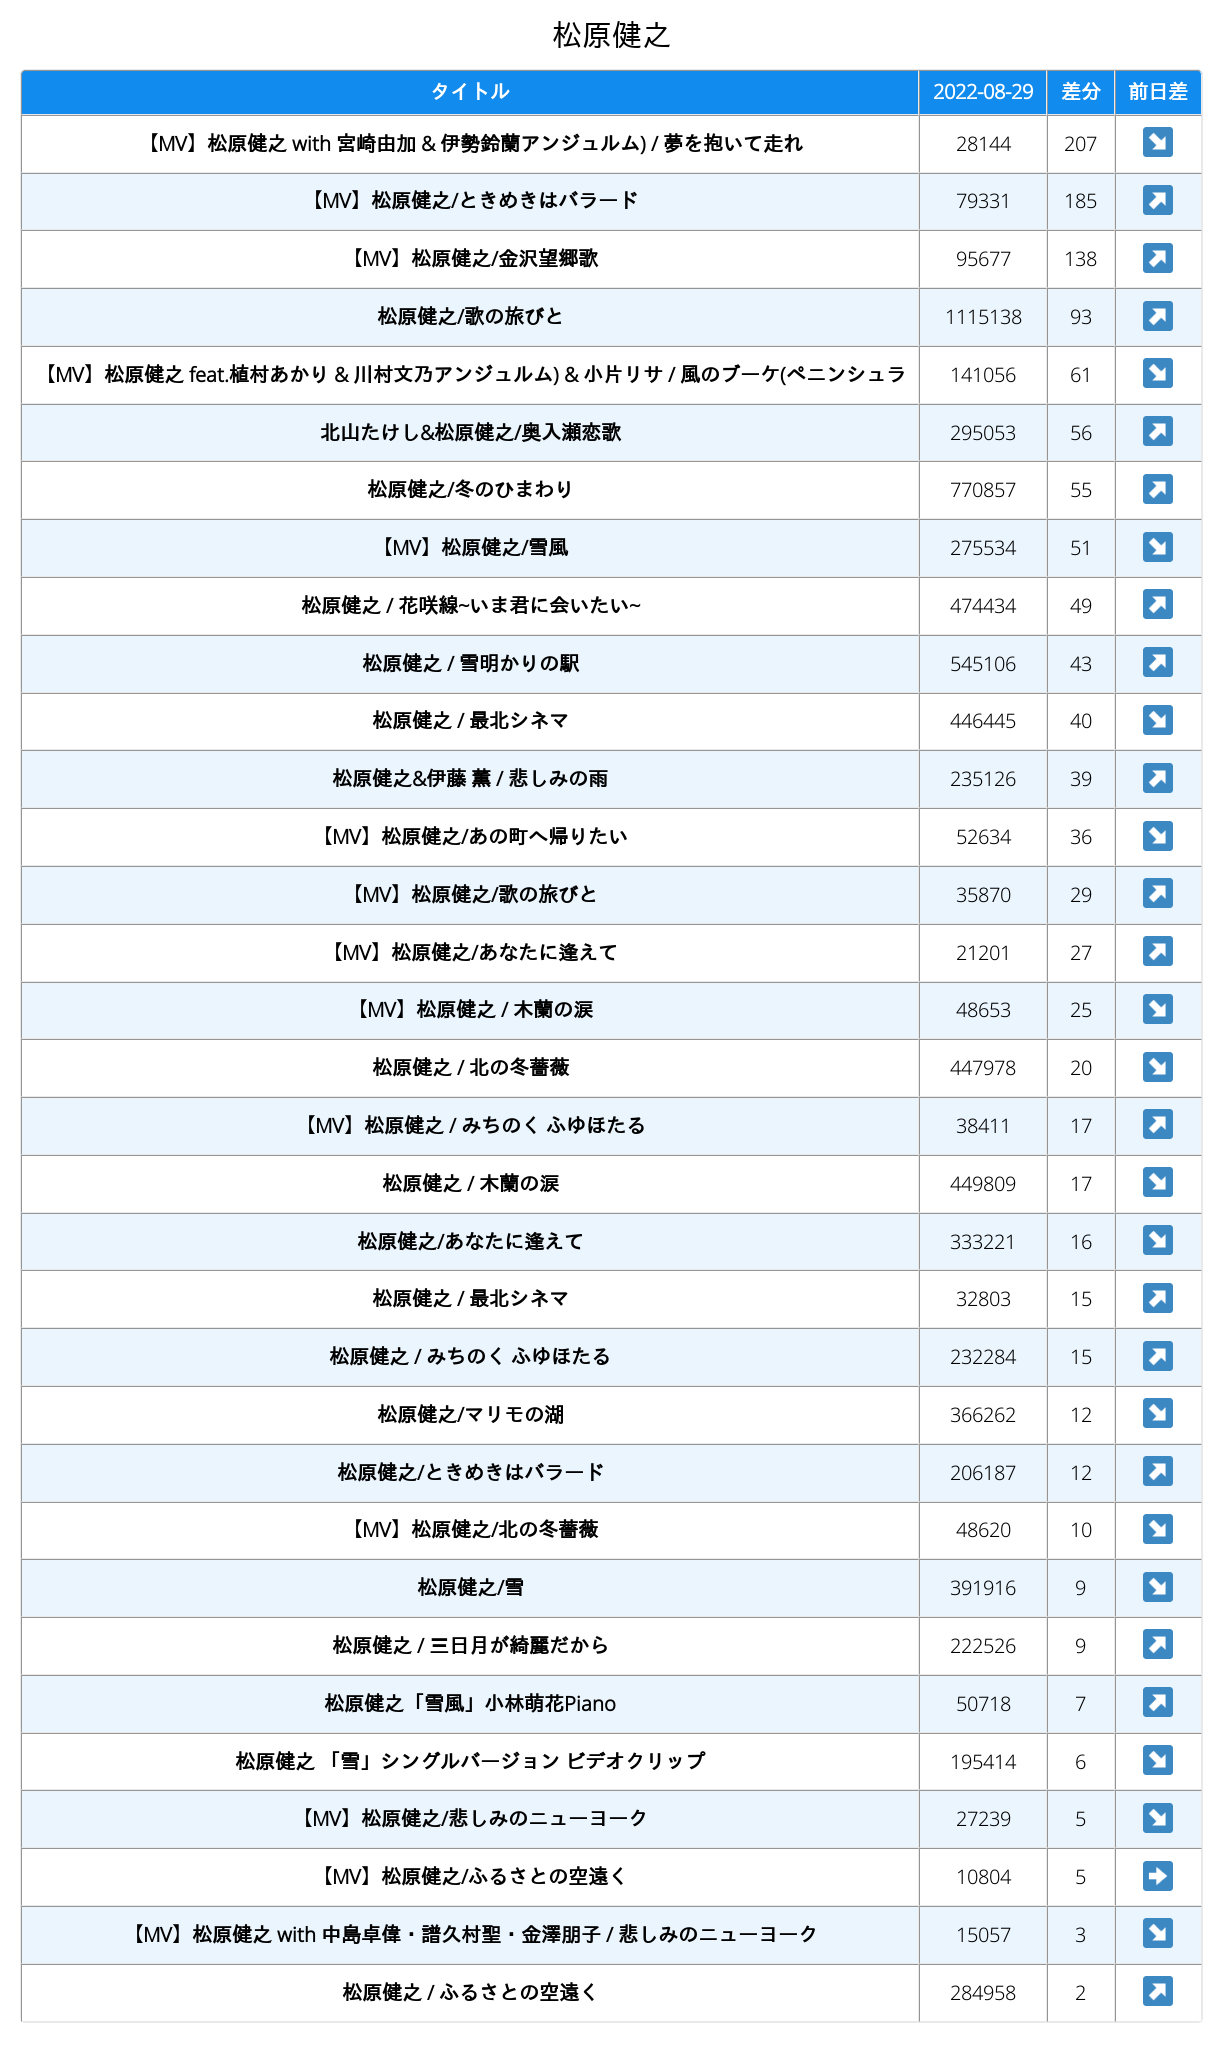 松原健之
タイトル 2022-08-29 差分 前日差
【MV】松原健之 with 宮崎由加 & 伊勢鈴蘭アンジュルム) / 夢を抱いて走れ 28144 207 ↘
【MV】松原健之/ときめきはバラード 79331 185 ↗
【MV】松原健之/金沢望郷歌 95677 138 ↗
松原健之/歌の旅びと 1115138 93 ↗
【MV】松原健之 feat.植村あかり & 川村文乃アンジュルム) & 小片リサ / 風のブーケ(ペニンシュラ 141056 61 ↘
北山たけし&松原健之/奥入瀬恋歌 295053 56 ↗
松原健之/冬のひまわり 770857 55 ↗
【MV】松原健之/雪風 275534 51 ↘
松原健之 / 花咲線~いま君に会いたい~ 474434 49 ↗
松原健之 / 雪明かりの駅 545106 43 ↗
松原健之 / 最北シネマ 446445 40 ↘
松原健之&伊藤 薫 / 悲しみの雨 235126 39 ↗
【MV】松原健之/あの町へ帰りたい 52634 36 ↘
【MV】松原健之/歌の旅びと 35870 29 ↗
【MV】松原健之/あなたに逢えて 21201 27 ↗
【MV】松原健之 / 木蘭の涙 48653 25 ↘
松原健之 / 北の冬薔薇 447978 20 ↘
【MV】松原健之 / みちのく ふゆほたる 38411 17 ↗
松原健之 / 木蘭の涙 449809 17 ↘
松原健之/あなたに逢えて 333221 16 ↘
松原健之 / 最北シネマ 32803 15 ↗
松原健之 / みちのく ふゆほたる 232284 15 ↗
松原健之/マリモの湖 366262 12 ↘
松原健之/ときめきはバラード 206187 12 ↗
【MV】松原健之/北の冬薔薇 48620 10 ↘
松原健之/雪 391916 9 ↘
松原健之 / 三日月が綺麗だから 222526 9 ↗
松原健之「雪風」小林萌花Piano 50718 7 ↗
松原健之 「雪」シングルバージョン ビデオクリップ 195414 6 ↘
【MV】松原健之/悲しみのニューヨーク 27239 5 ↘
【MV】松原健之/ふるさとの空遠く 10804 5 ➡
【MV】松原健之 with 中島卓偉・譜久村聖・金澤朋子 / 悲しみのニューヨーク 15057 3 ↘
松原健之 / ふるさとの空遠く 284958 2 ↗